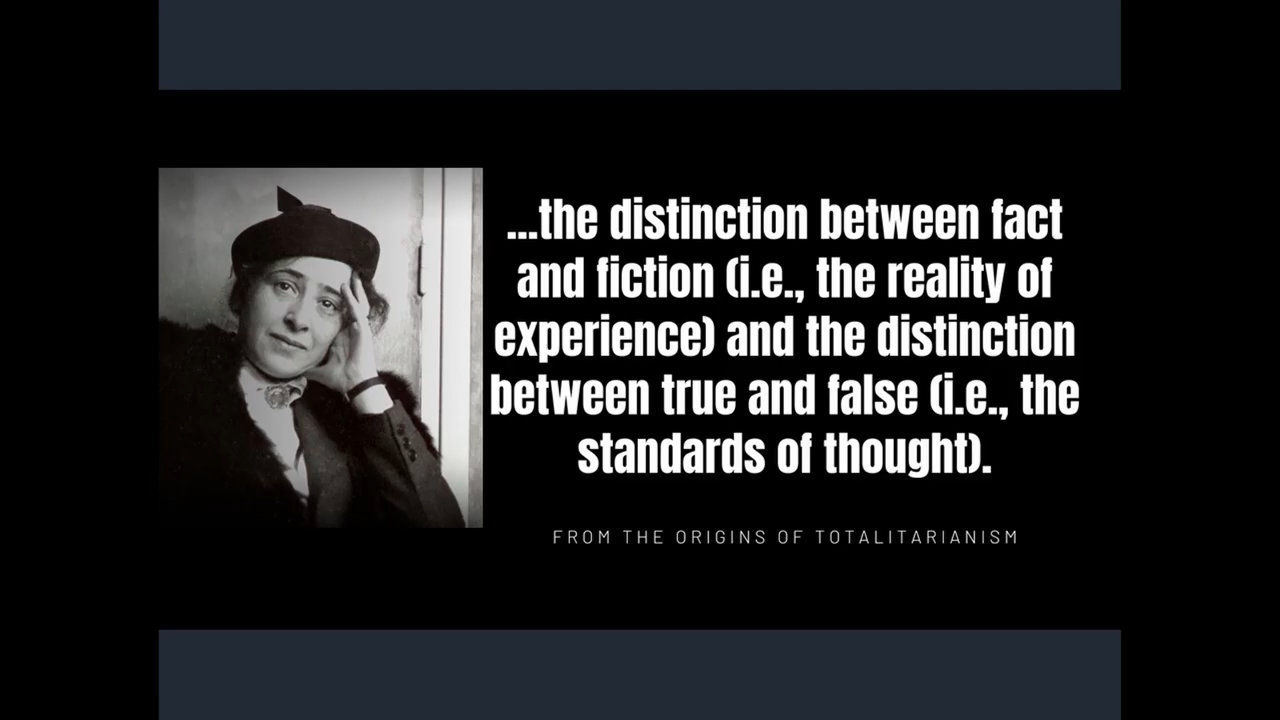 ...the distinction between fact
and fiction (i.e., the reality of
experience) and the distinction
between true and false (i.e., the
standards of thought).
FROM THE ORIGINS OF TOTALITARIANISM